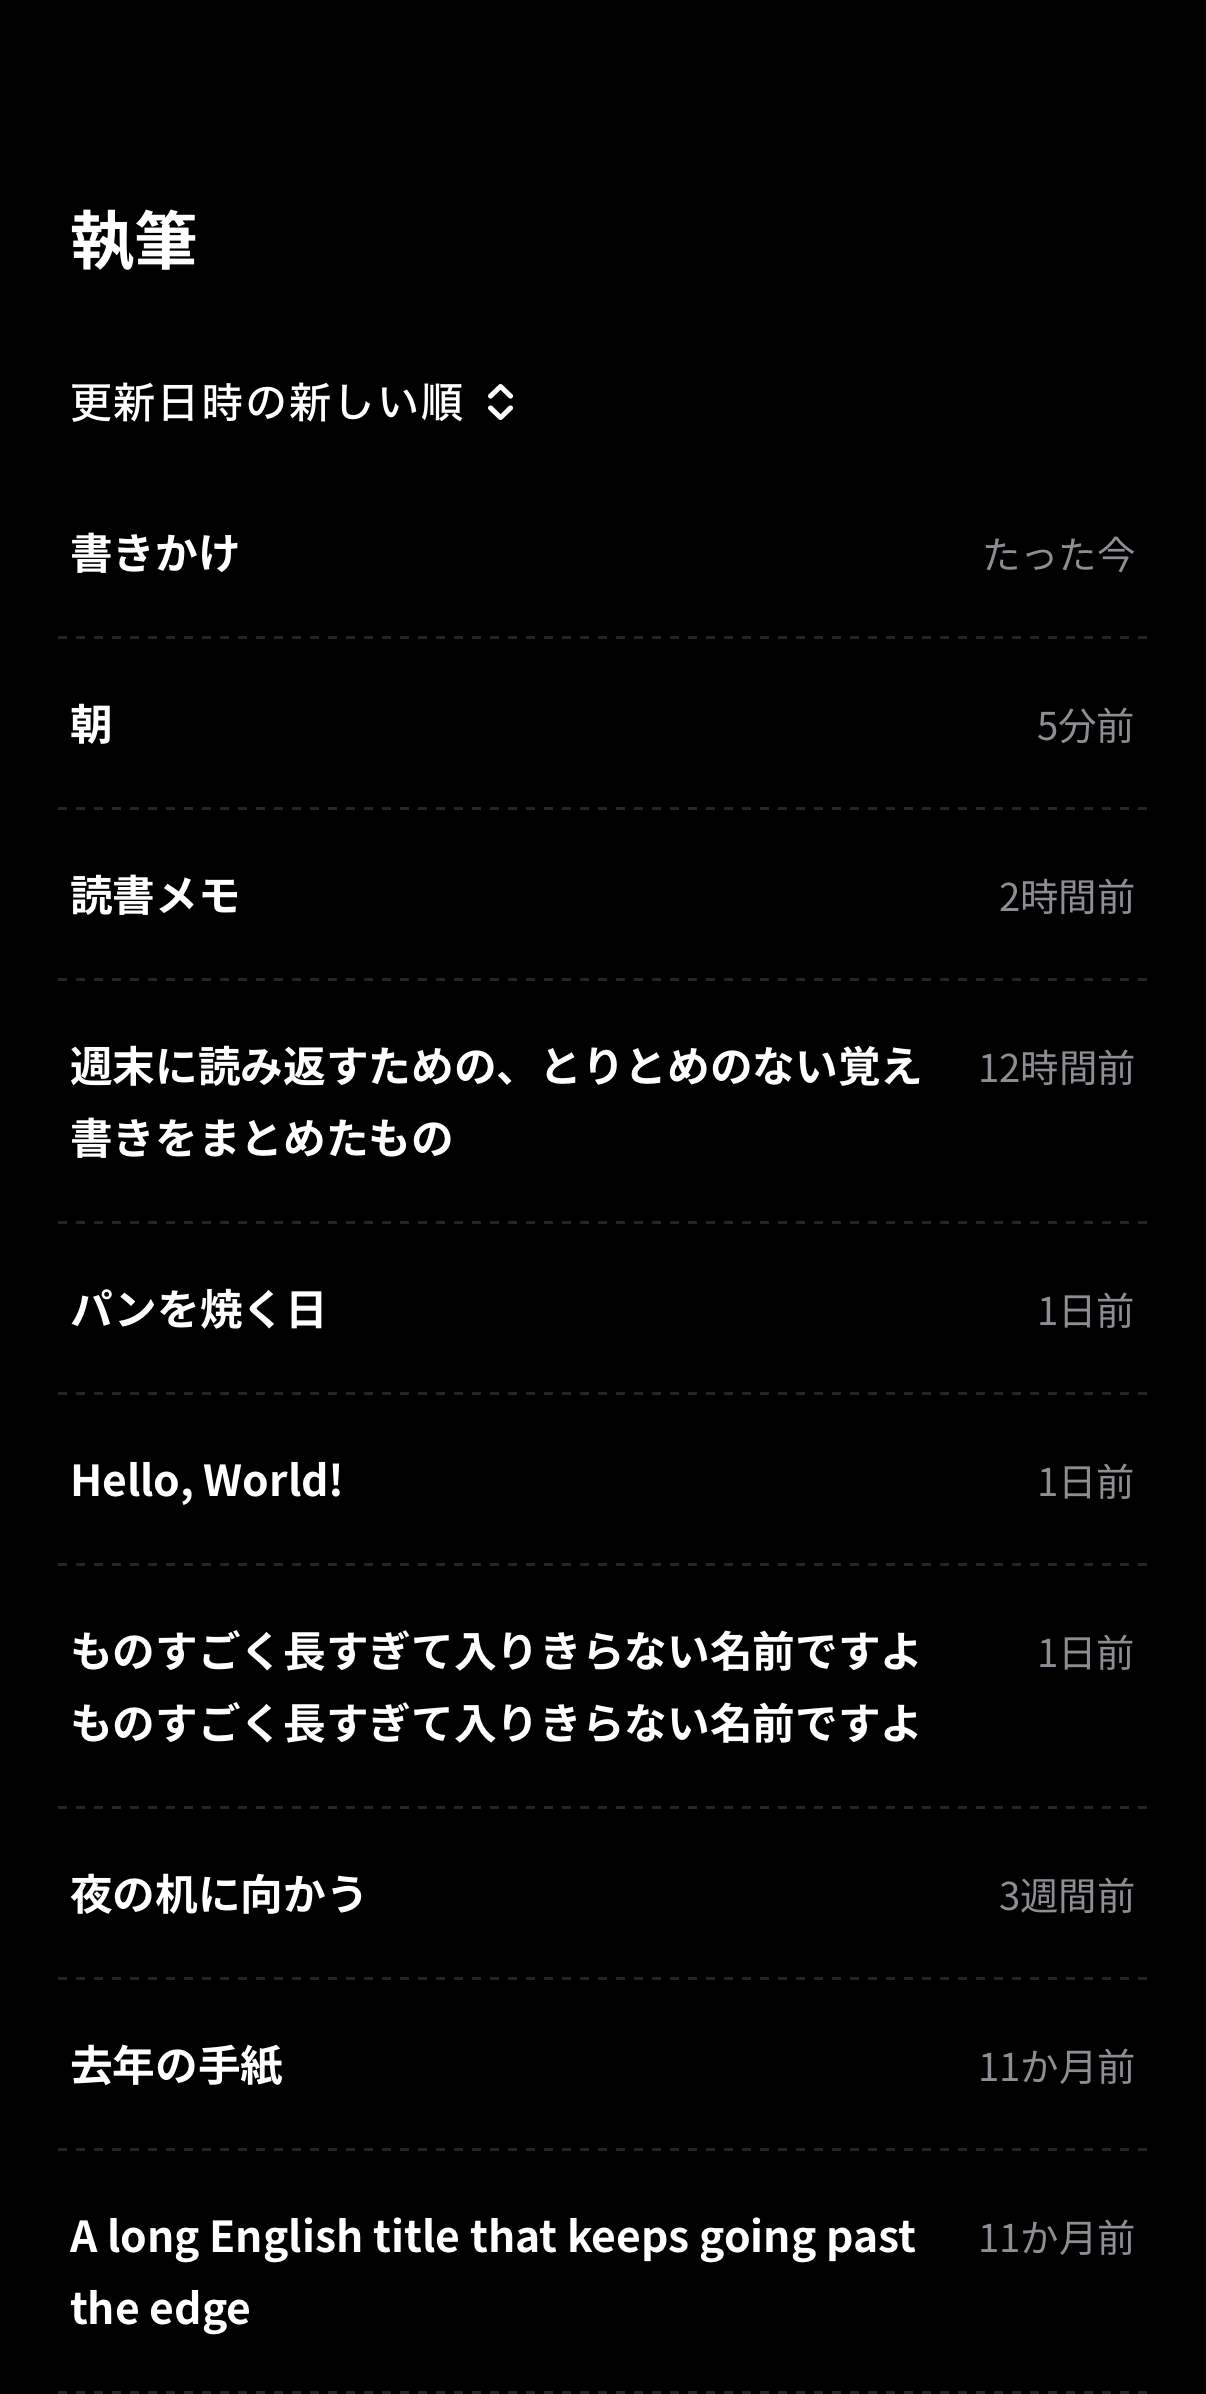 執筆
更新日時の新しい順
書きかけ
たった今
朝
5分前
読書メモ
2時間前
週末に読み返すための、とりとめのない覚え
12時間前
書きをまとめたもの
パンを焼く日
1日前
Hello, World!
1日前
ものすごく長すぎて入りきらない名前ですよ
1日前
ものすごく長すぎて入りきらない名前ですよ
夜の机に向かう
3週間前
去年の手紙
11か月前
A long English title that keeps going past
11か月前
the edge